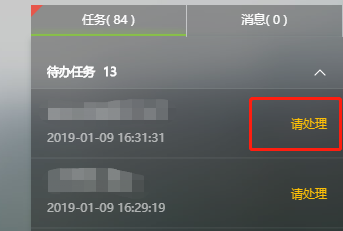 任务( 84 ) 消息( 0 )
待办任务 13
2019-01-09 16:31:31 请处理
2019-01-09 16:29:19 请处理